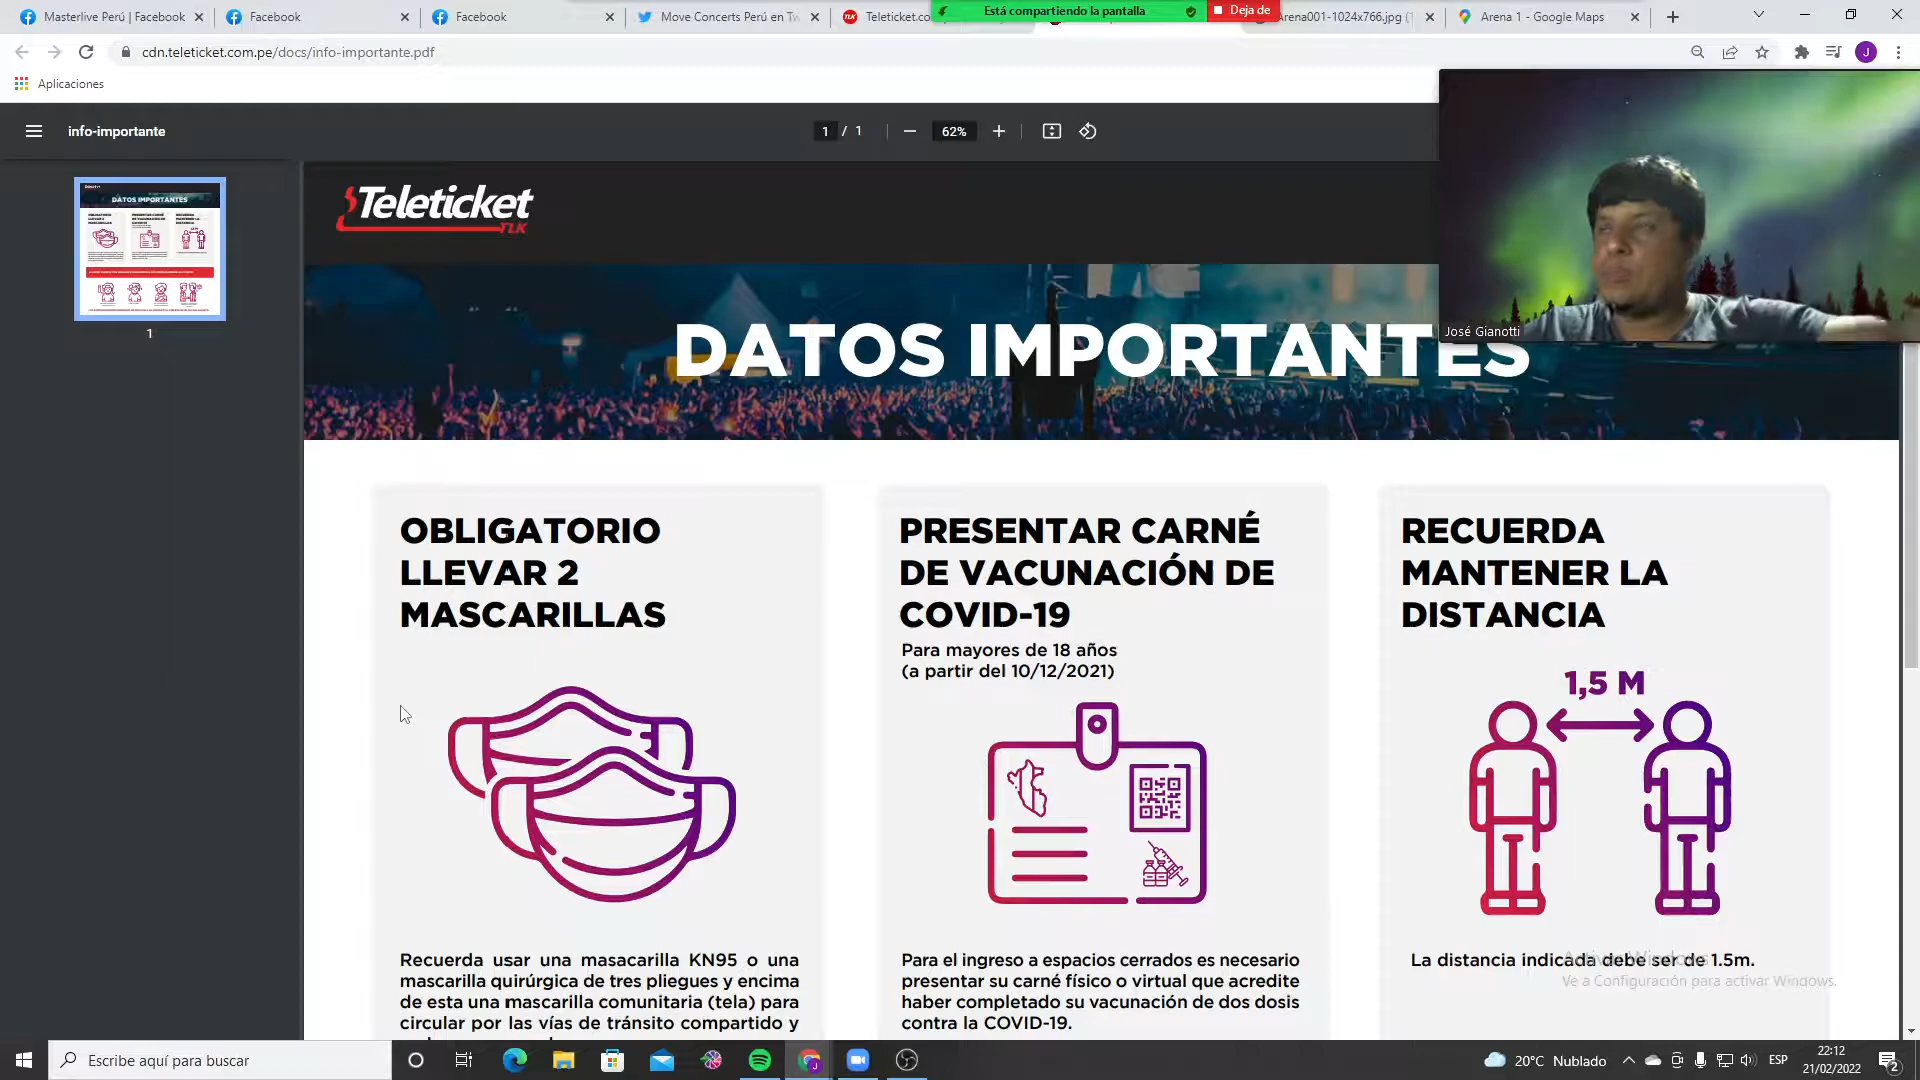 Masterlive Perú | Facebook
Facebook
Facebook
Move Concerts Perú en Tw
Teleticket.co
Está compartiendo la pantalla
Deja de
Arena001-1024x766.jpg (1
Arena 1 - Google Maps
cdn.teleticket.com.pe/docs/info-importante.pdf
J
Aplicaciones
info-importante
1 / 1
62%
Teleticket
TLK
DATOS IMPORTANTES
1
José Gianotti
DATOS IMPORTANTES
OBLIGATORIO
LLEVAR 2
MASCARILLAS
Recuerda usar una masacarilla KN95 o una
mascarilla quirúrgica de tres pliegues y encima
de esta una mascarilla comunitaria (tela) para
circular por las vías de tránsito compartido y
PRESENTAR CARNÉ
DE VACUNACIÓN DE
COVID-19
Para mayores de 18 años
(a partir del 10/12/2021)
Para el ingreso a espacios cerrados es necesario
presentar su carné físico o virtual que acredite
haber completado su vacunación de dos dosis
contra la COVID-19.
RECUERDA
MANTENER LA
DISTANCIA
1,5 M
La distancia indicada debe ser de 1.5m.
Activar Windows
Ve a Configuración para activar Windows.
Escribe aquí para buscar
20°C Nublado
ESP
22:12
21/02/2022
2